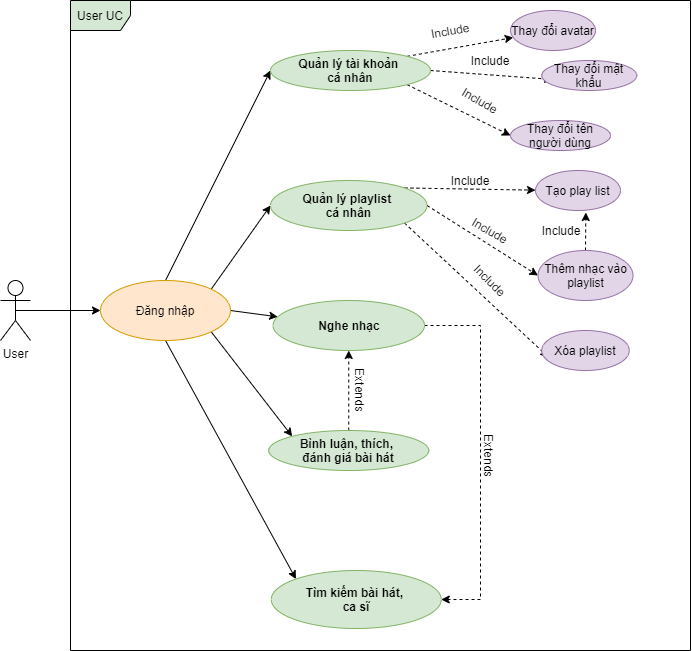 User UC
Include
Thay đổi avatar
Quản lý tài khoản
cá nhân
Include
Thay đổi mật
khẩu
Include
Thay đổi tên
người dùng
Quản lý playlist
cá nhân
Include
Tạo play list
Include
Include
Thêm nhạc vào
playlist
Include
Đăng nhập
User
Nghe nhạc
Xóa playlist
Extends
Bình luận, thích,
đánh giá bài hát
Extends
Tìm kiếm bài hát,
ca sĩ